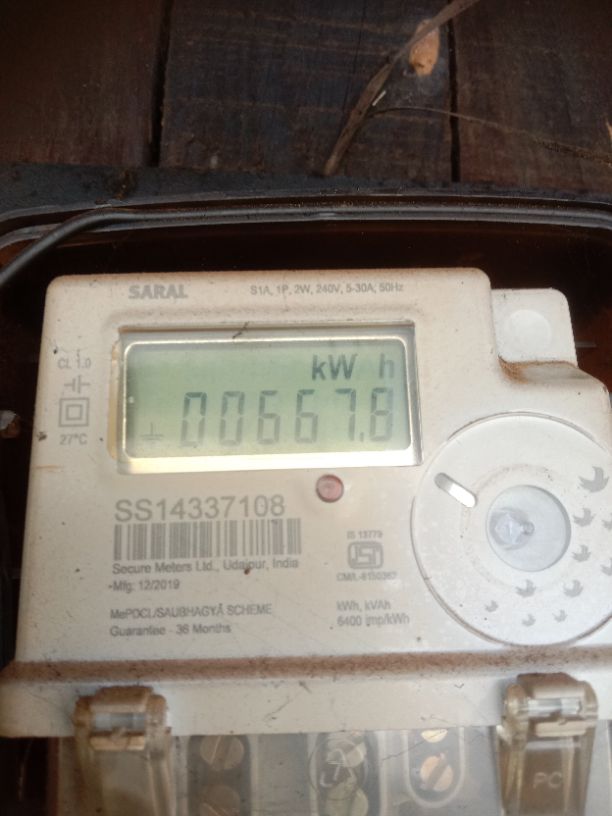 SARAL
S1A, 1P, 2W, 240V, 5-30A, 50Hz
CL 1.0
27°C
kW h
00667.8
SS14337108
Secure Meters Ltd., Udaipur, India
Mfg: 12/2019
MePDCL/SAUBHAGYA SCHEME
Guarantee - 36 Months
IS 13779
kWh, kVAh
6400 imp/kWh
PC